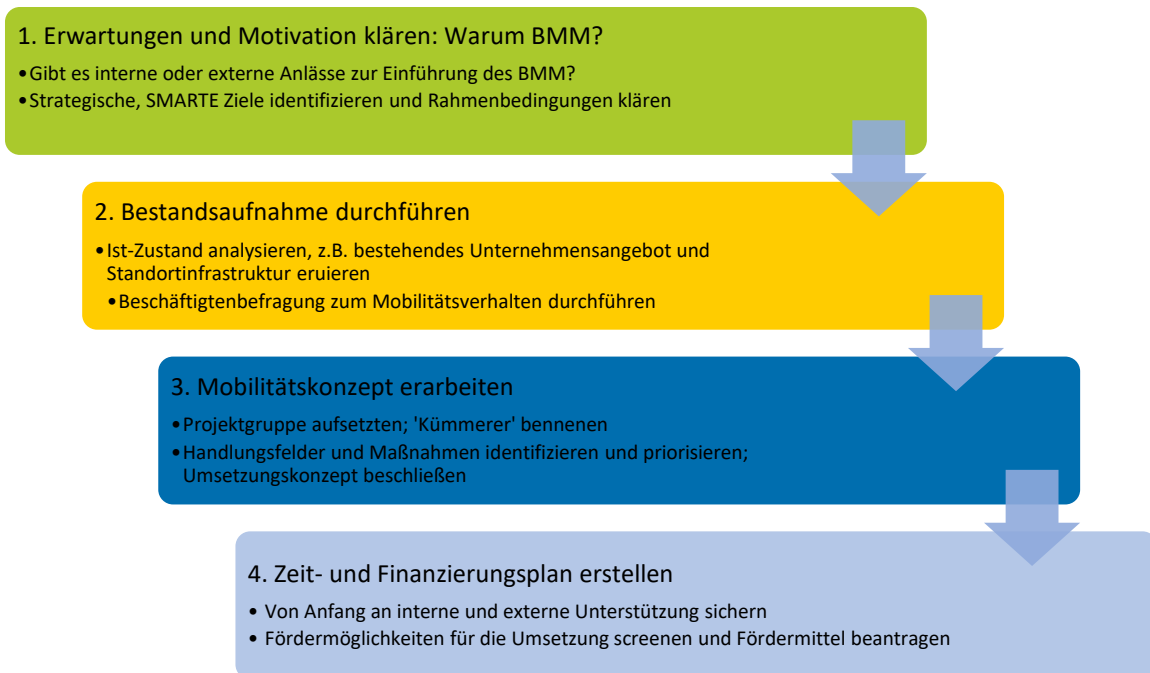 1. Erwartungen und Motivation klären: Warum BMM?
•Gibt es interne oder externe Anlässe zur Einführung des BMM?
•Strategische, SMARTE Ziele identifizieren und Rahmenbedingungen klären
2. Bestandsaufnahme durchführen
•Ist-Zustand analysieren, z.B. bestehendes Unternehmensangebot und
Standortinfrastruktur eruieren
•Beschäftigtenbefragung zum Mobilitätsverhalten durchführen
3. Mobilitätskonzept erarbeiten
•Projektgruppe aufsetzten; 'Kümmerer' bennenen
•Handlungsfelder und Maßnahmen identifizieren und priorisieren;
Umsetzungskonzept beschließen
4. Zeit- und Finanzierungsplan erstellen
• Von Anfang an interne und externe Unterstützung sichern
• Fördermöglichkeiten für die Umsetzung screenen und Fördermittel beantragen